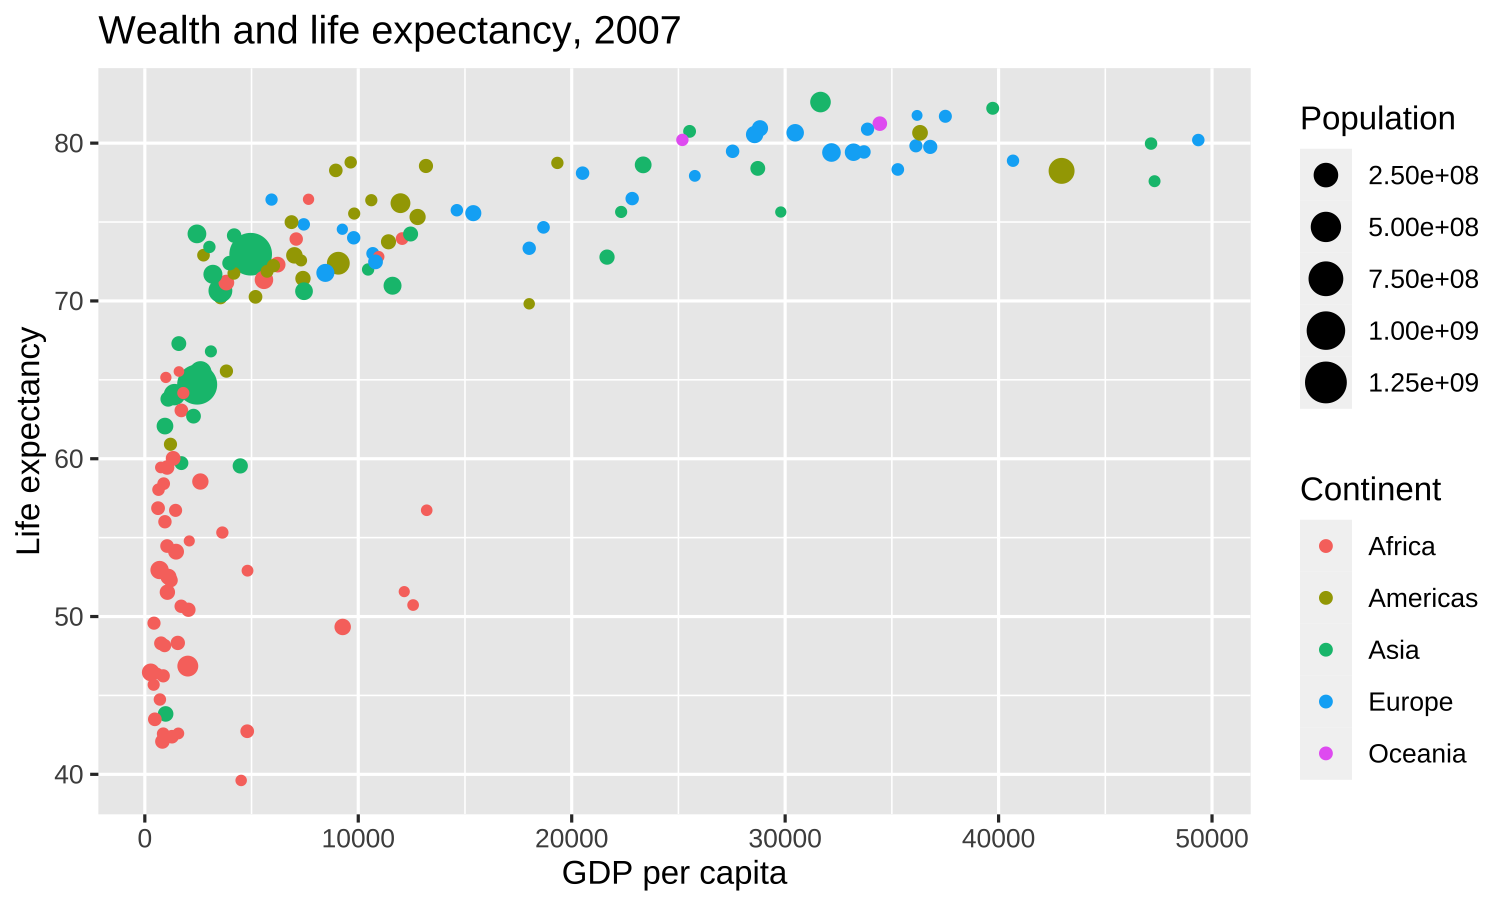 Wealth and life expectancy, 2007
Life expectancy
80
70
60
50
40
0 10000 20000 30000 40000 50000
GDP per capita
Population
2.50e+08
5.00e+08
7.50e+08
1.00e+09
1.25e+09
Continent
Africa
Americas
Asia
Europe
Oceania